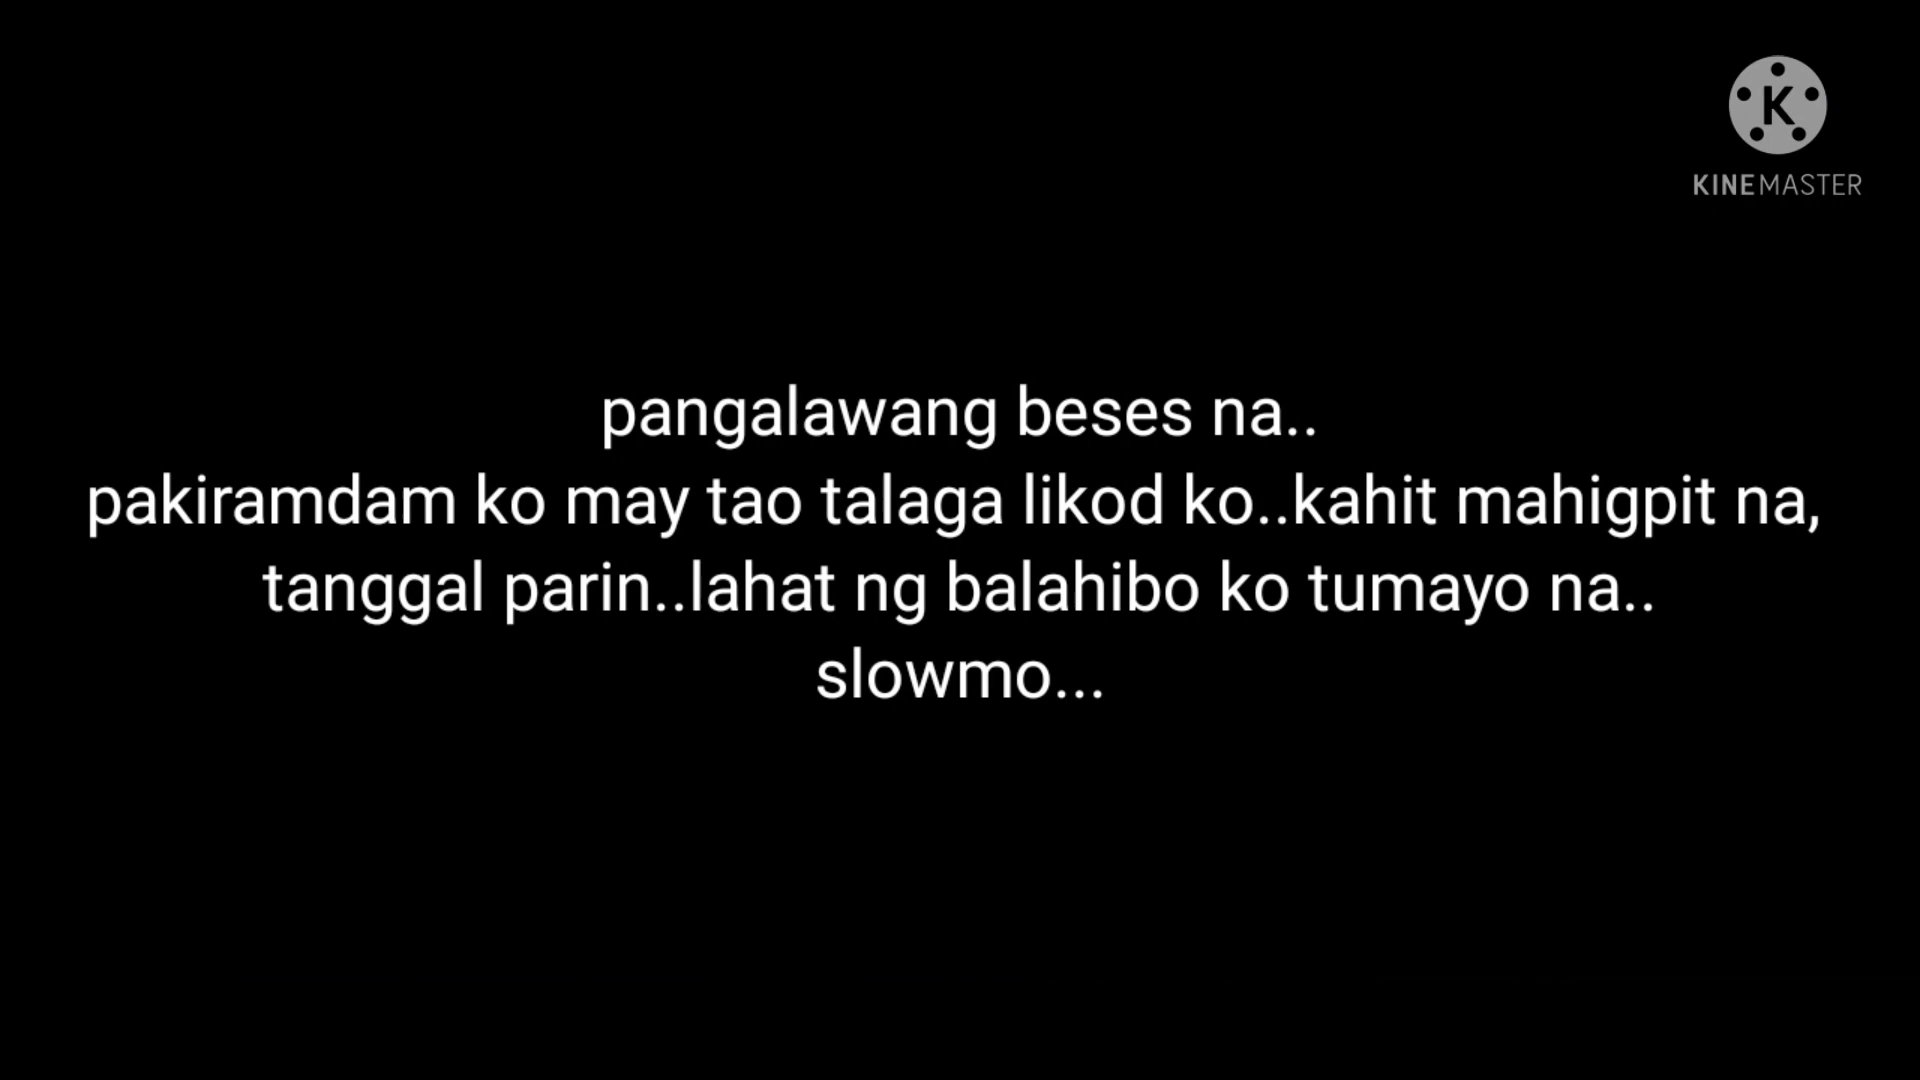 K
KINEMASTER
pangalawang beses na..
pakiramdam ko may tao talaga likod ko..kahit mahigpit na,
tanggal parin..lahat ng balahibo ko tumayo na..
slowmo...